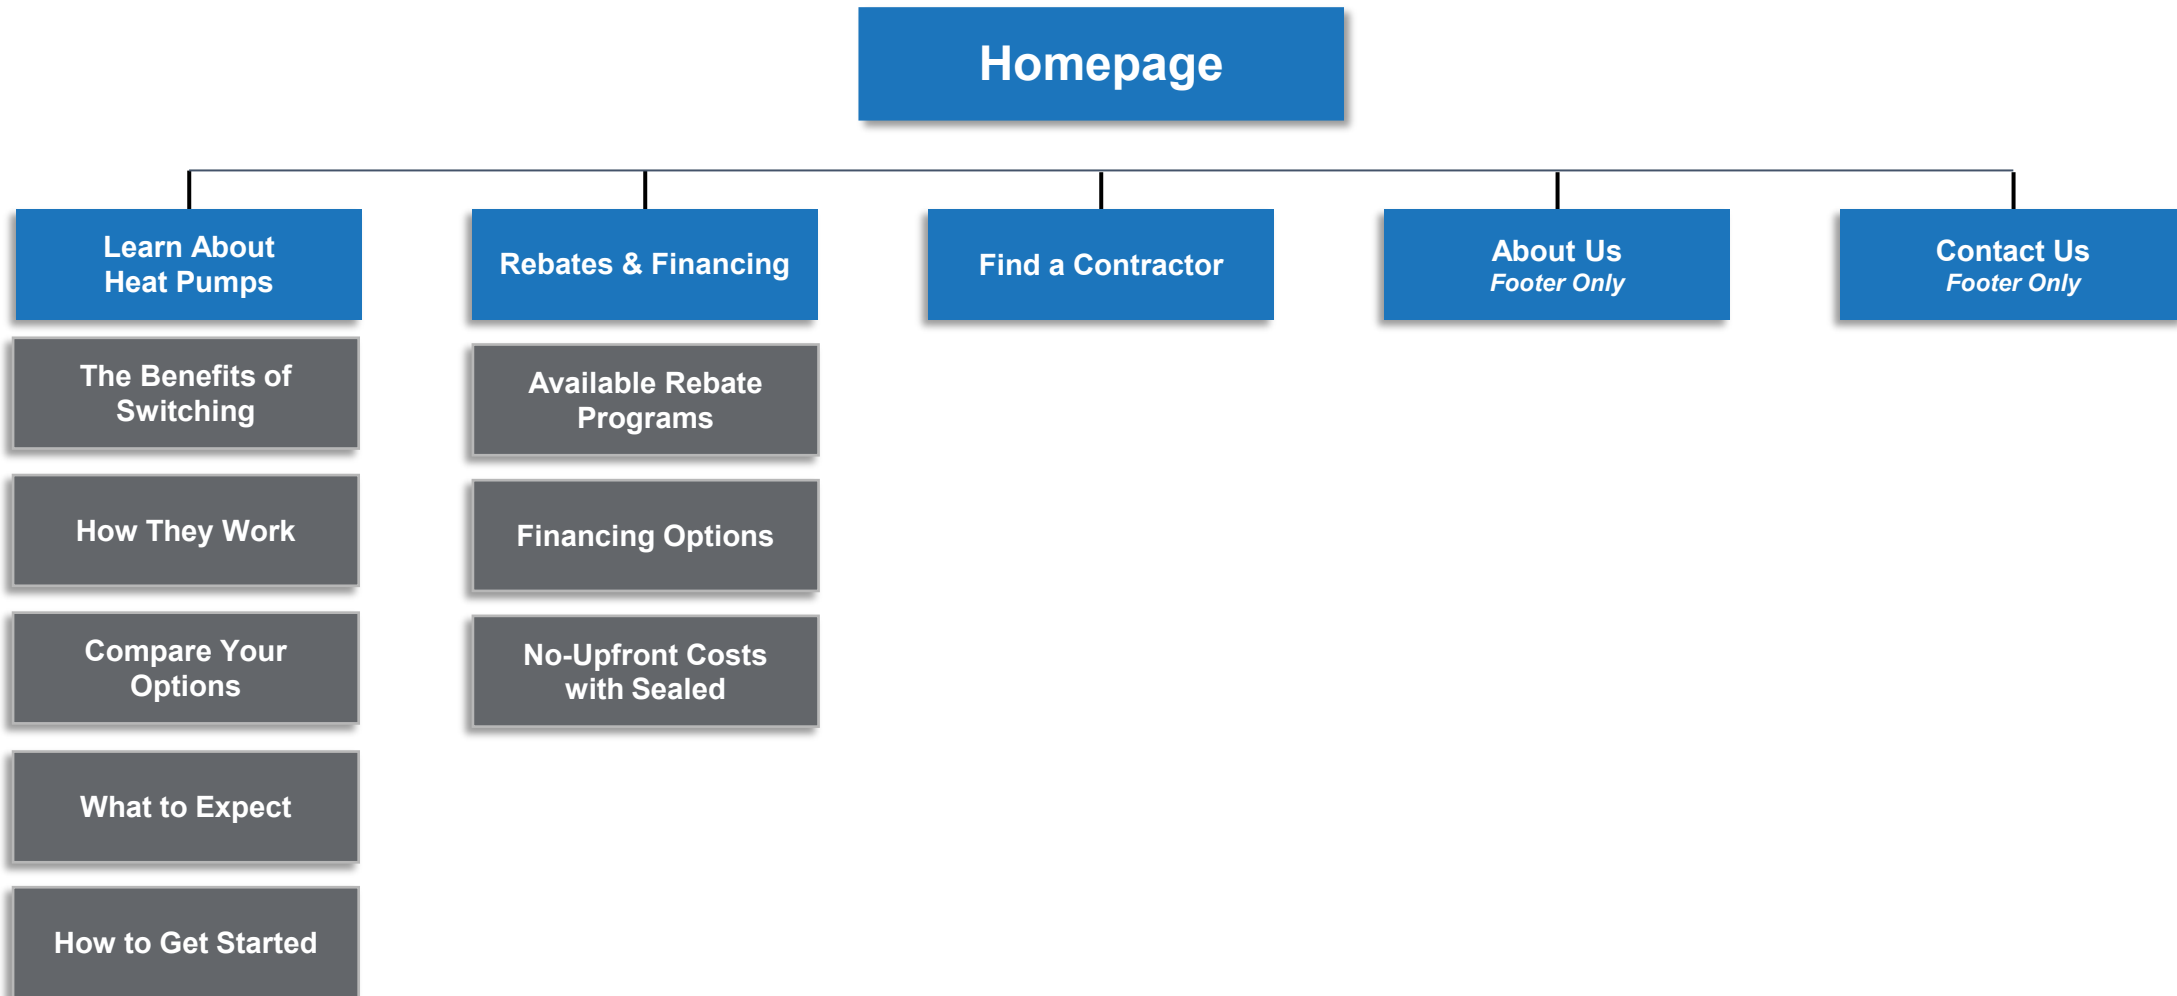 Homepage
Learn About
Heat Pumps
Rebates & Financing
Find a Contractor
About Us
Footer Only
Contact Us
Footer Only
The Benefits of
Switching
How They Work
Compare Your
Options
What to Expect
How to Get Started
Available Rebate
Programs
Financing Options
No-Upfront Costs
with Sealed